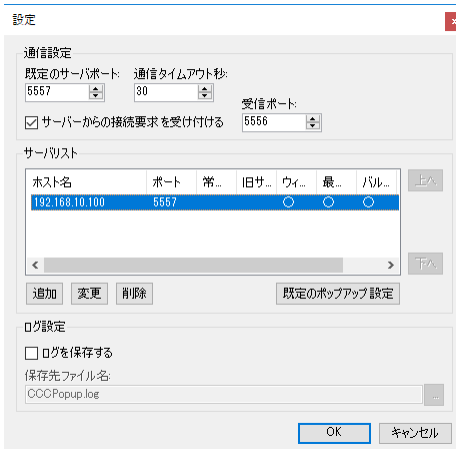 設定
通信設定
既定のサーバポート: 通信タイムアウト秒:
5557 30
受信ポート:
サーバーからの接続要求を受け付ける 5556
サーバリスト
ホスト名 ポート 常... 旧サ... ウィ... 最... バル...
192.168.10.100 5557 ○ ○ ○
上へ
下へ
追加 変更 削除 既定のポップアップ設定
ログ設定
ログを保存する
保存先ファイル名:
CCCPopup.log ...
OK キャンセル